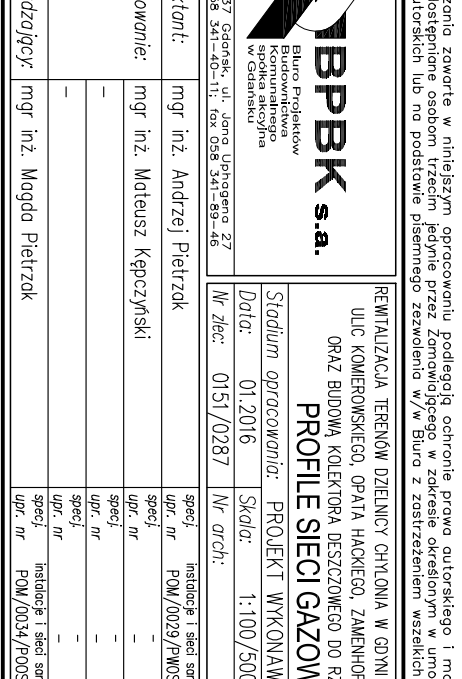 zania zawarte w niniejszym opracowaniu podlegają ochronie prawa autorskiego i mo
dostępniane osobom trzecim jedynie przez Zamawiającego w zakresie określonym w umo
utorskich lub na podstawie pisemnego zezwolenia w/w Biura z zastrzeżeniem wszelkich
BPBK s.a.
Biuro Projektów
Budownictwa
Komunalnego
spółka akcyjna
w Gdańsku
37 Gdańsk, ul. Jana Uphagena 27
58 341-40-11; fax 058 341-89-46
REWITALIZACJA TERENÓW DZIELNICY CHYLONIA W GDYNI
ULIC KOMIEROWSKIEGO, OPATA HACKIEGO, ZAMENHOF
ORAZ BUDOWĄ KOLEKTORA DESZCZOWEGO DO RZ
PROFILE SIECI GAZOW
Stadium opracowania: PROJEKT WYKONAW
Data: 01.2016 Skala: 1:100/500
Nr zlec: 0151/0287 Nr arch:
ktant: mgr inż. Andrzej Pietrzak specj. instalacje i sieci san
upr. nr POM/0029/PWOS
owanie: mgr inż. Mateusz Kępczyński specj. –
upr. nr –
– specj. –
upr. nr –
– specj. –
upr. nr –
dzający: mgr inż. Magda Pietrzak specj. instalacje i sieci san
upr. nr POM/0034/POOS